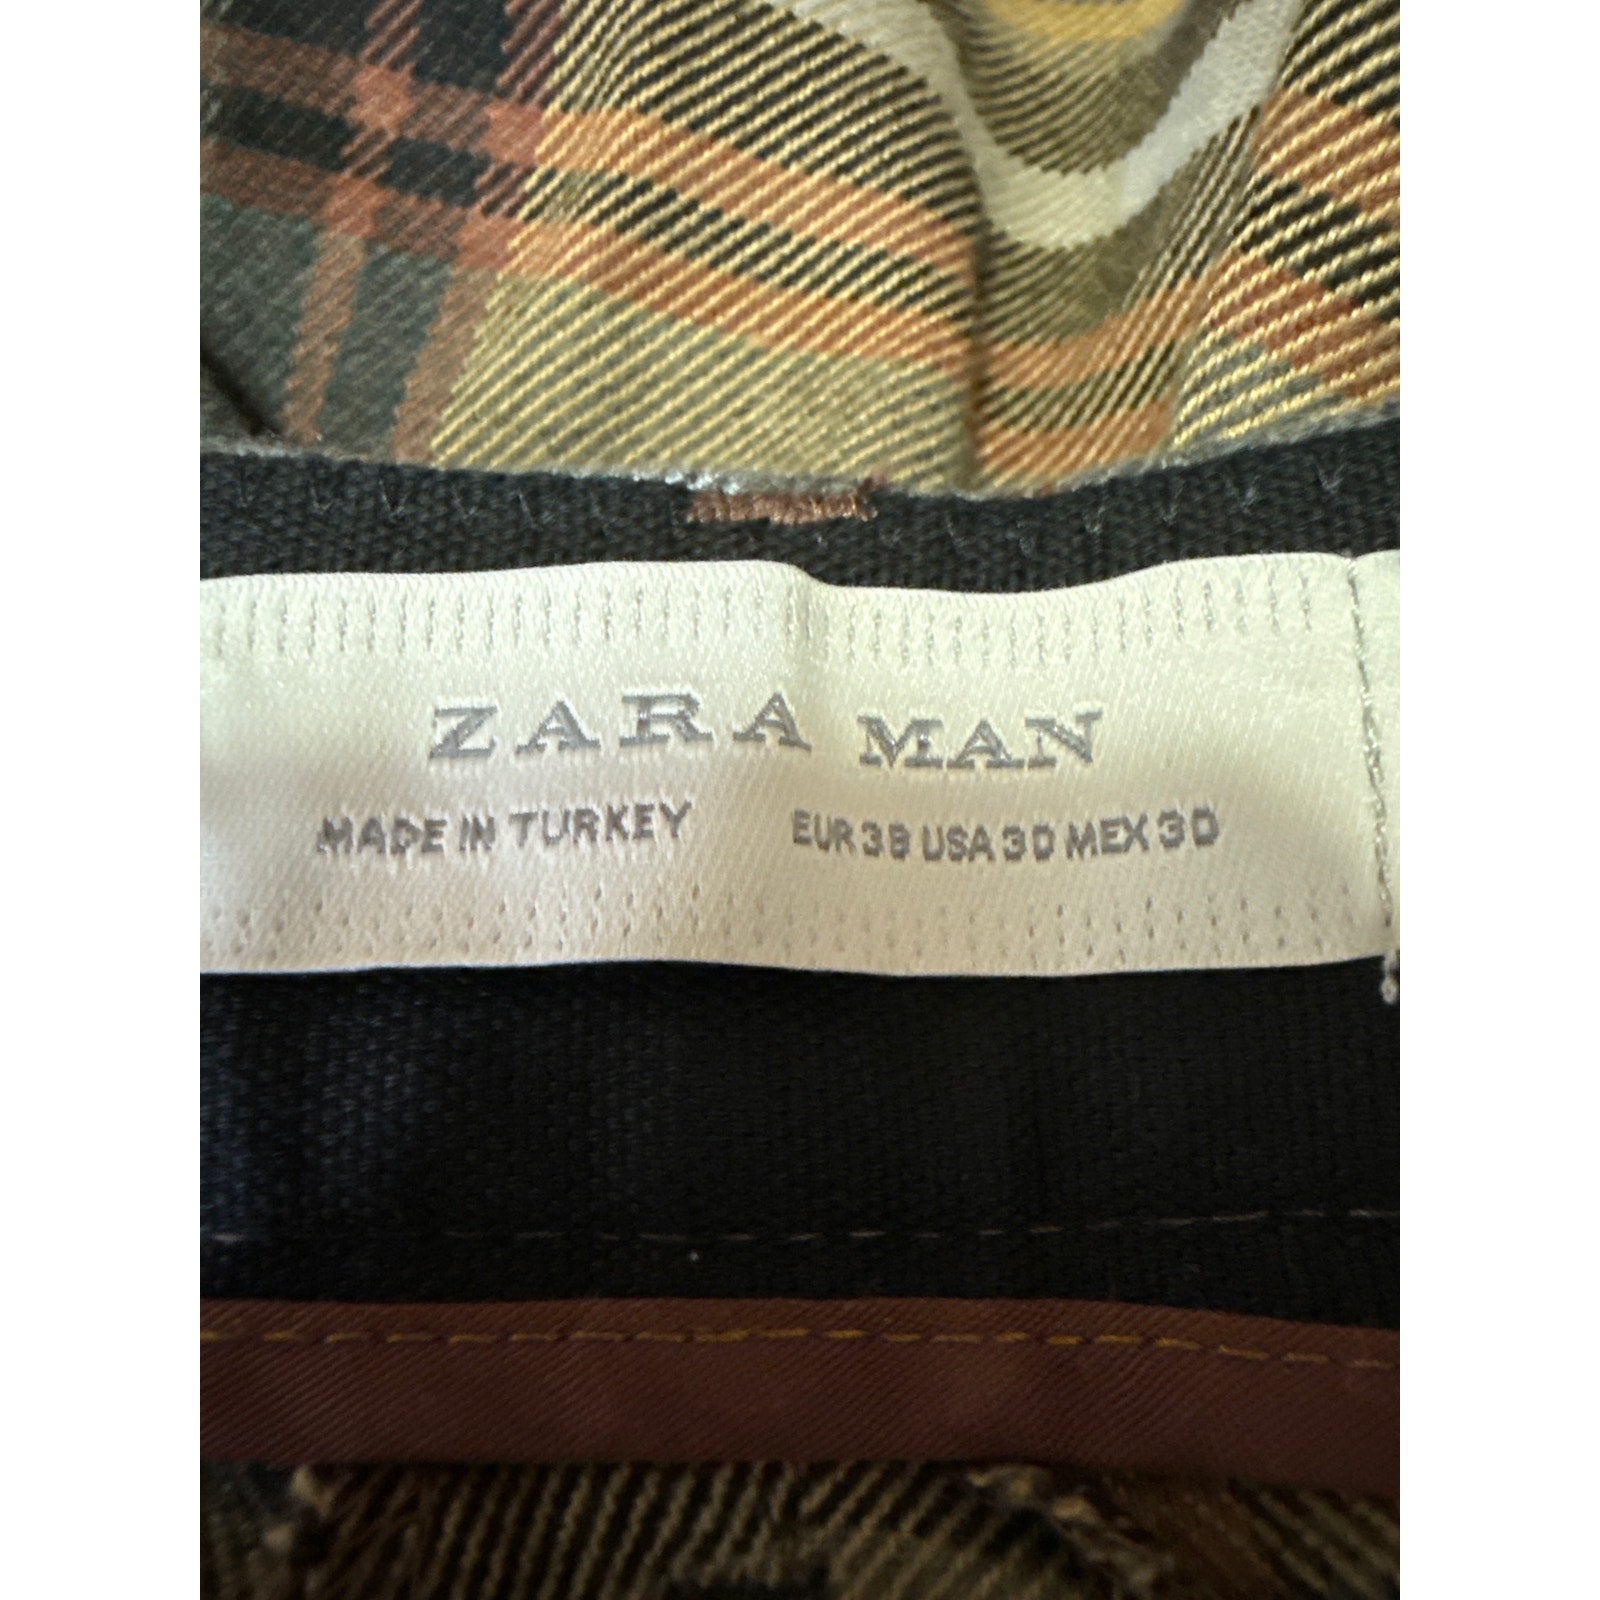 ZARA MAN
MADE IN TURKEY EUR 38 USA 30 MEX 30